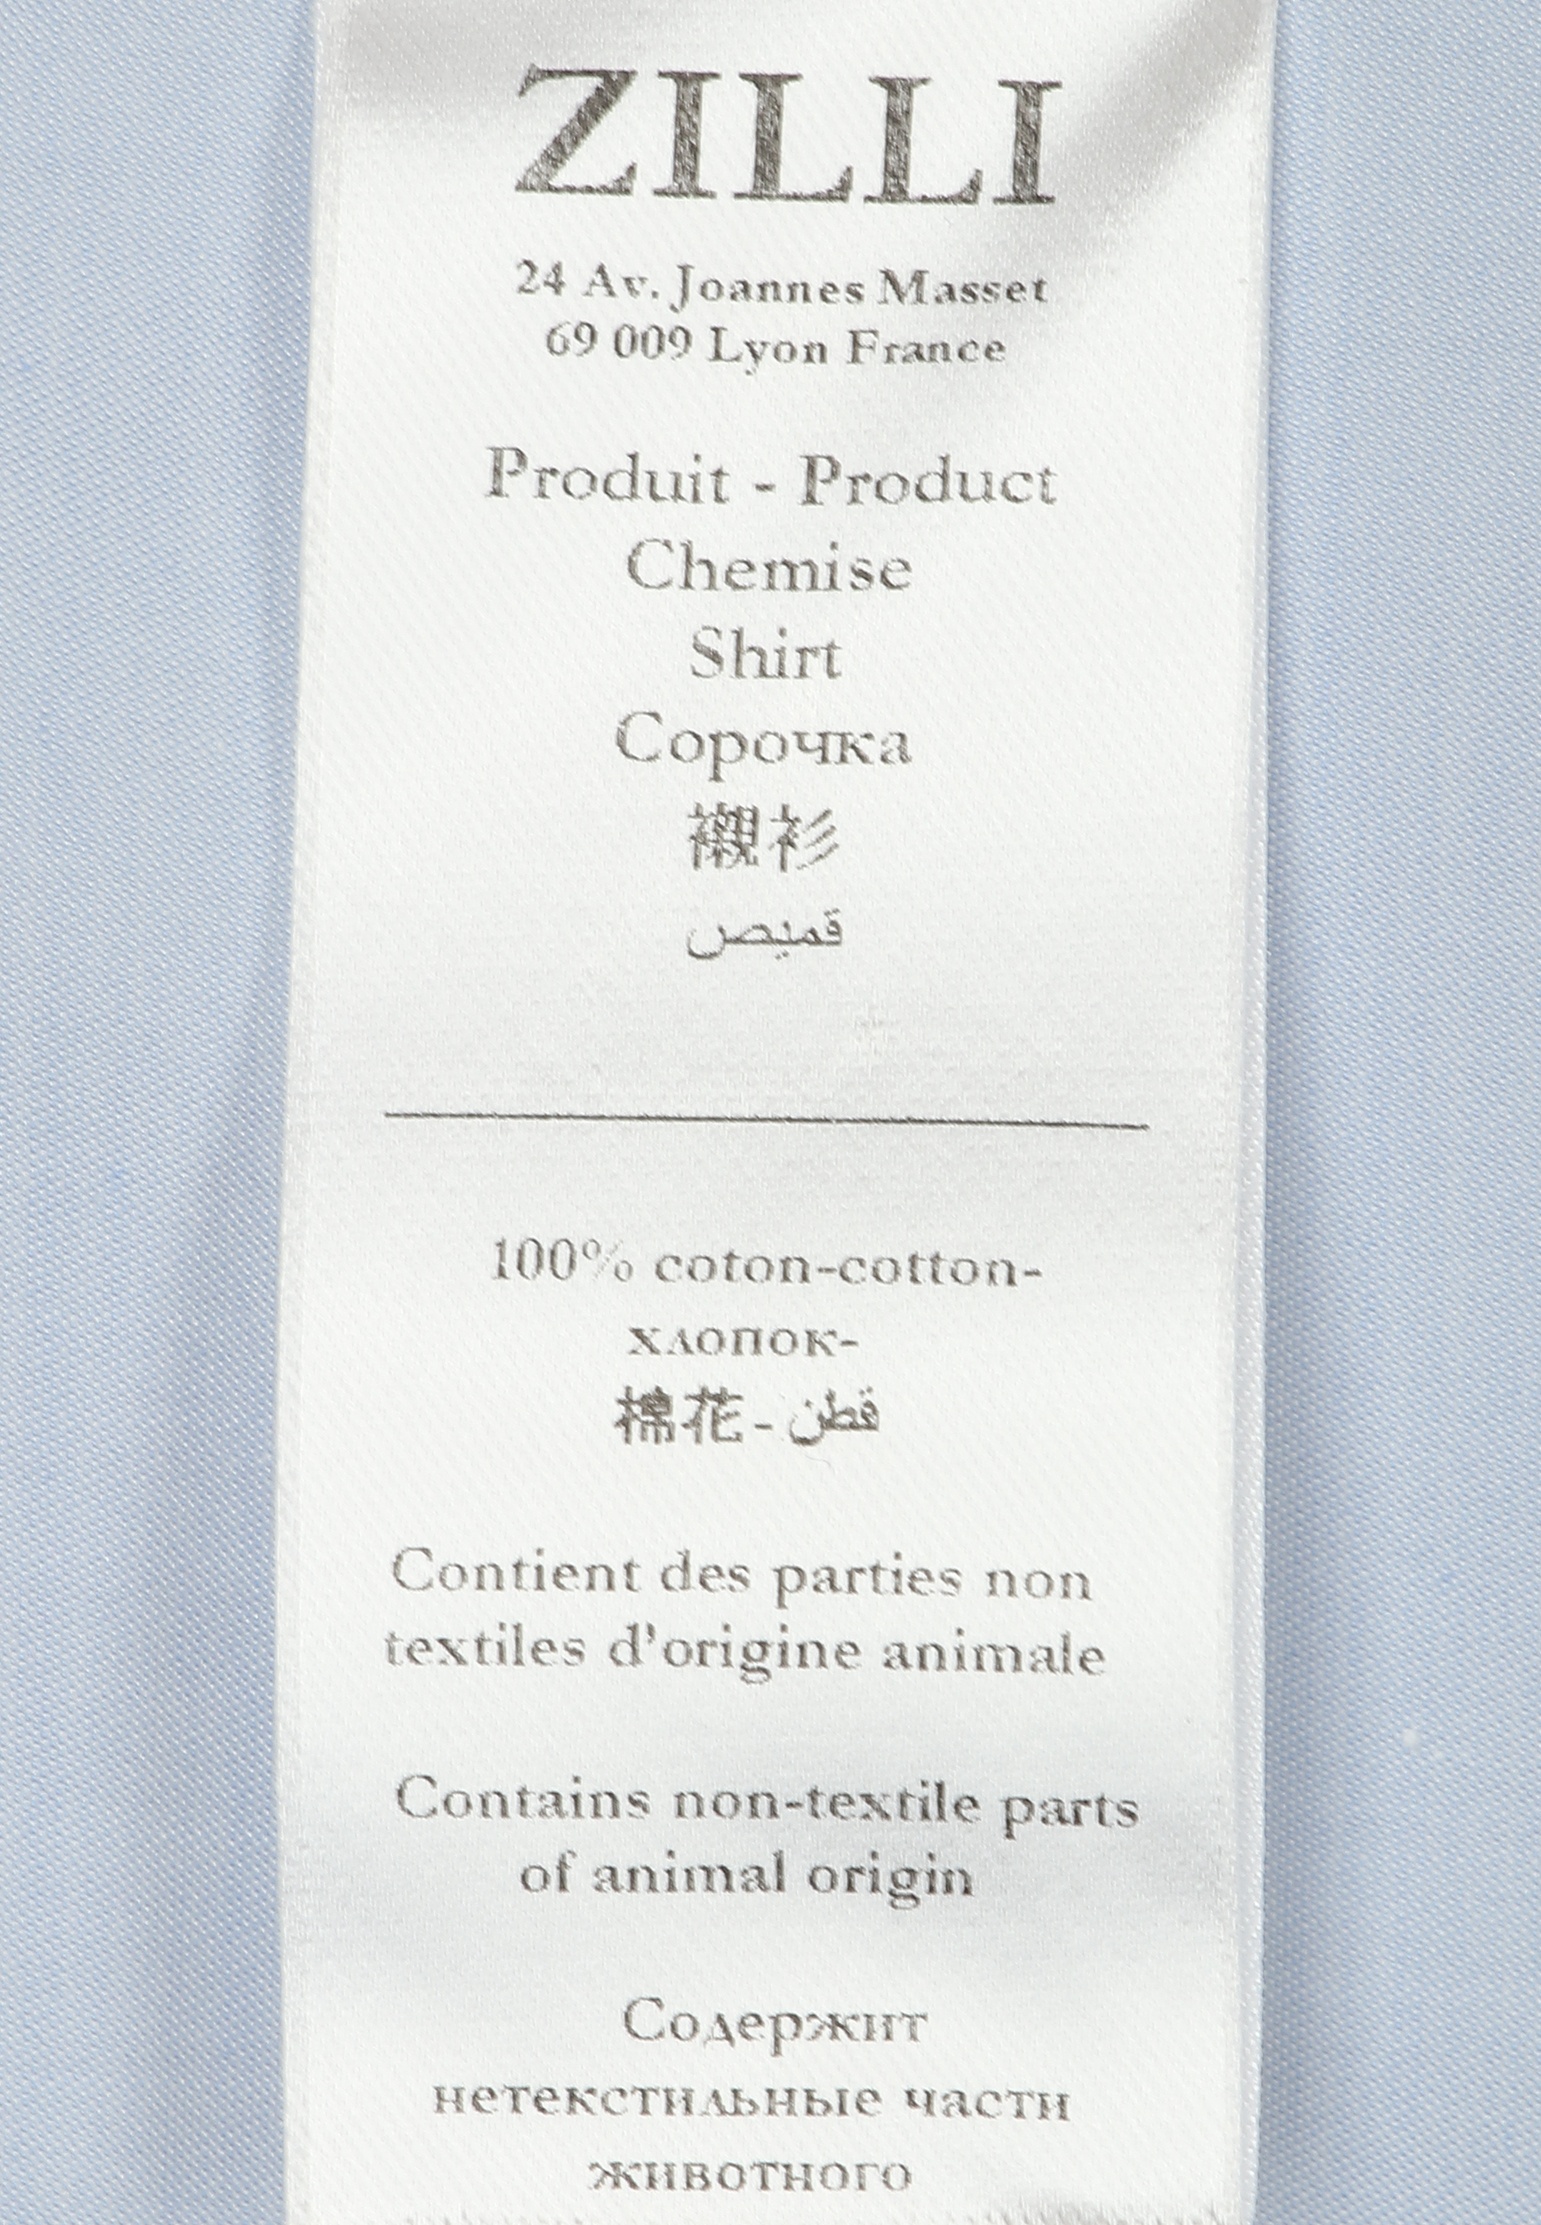 ZILLI
24 Av. Joannes Masset
69 009 Lyon France
Produit - Product
Chemise
Shirt
Сорочка
襯衫
قميص
100% coton-cotton-
хлопок-
棉花-قطن
Contient des parties non
textiles d'origine animale
Contains non-textile parts
of animal origin
Содержит
нетекстильные части
животного